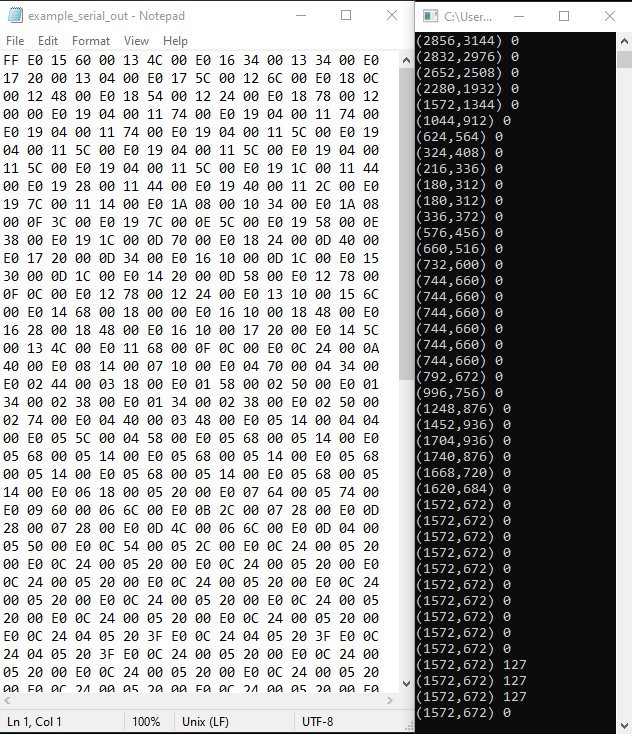 example_serial_out - Notepad
File Edit Format View Help
FF E0 15 60 00 13 4C 00 E0 16 34 00 13 34 00 E0
17 20 00 13 04 00 E0 17 5C 00 12 6C 00 E0 18 0C
00 12 48 00 E0 18 54 00 12 24 00 E0 18 78 00 12
00 00 E0 19 04 00 11 74 00 E0 19 04 00 11 74 00
E0 19 04 00 11 74 00 E0 19 04 00 11 5C 00 E0 19
04 00 11 5C 00 E0 19 04 00 11 5C 00 E0 19 04 00
11 5C 00 E0 19 04 00 11 5C 00 E0 19 1C 00 11 44
00 E0 19 28 00 11 44 00 E0 19 40 00 11 2C 00 E0
19 7C 00 11 14 00 E0 1A 08 00 10 34 00 E0 1A 08
00 0F 3C 00 E0 19 7C 00 0E 5C 00 E0 19 58 00 0E
38 00 E0 19 1C 00 0D 70 00 E0 18 24 00 0D 40 00
E0 17 20 00 0D 34 00 E0 16 10 00 0D 1C 00 E0 15
30 00 0D 1C 00 E0 14 20 00 0D 58 00 E0 12 78 00
0F 0C 00 E0 12 78 00 12 24 00 E0 13 10 00 15 6C
00 E0 14 68 00 18 00 00 E0 16 10 00 18 48 00 E0
16 28 00 18 48 00 E0 16 10 00 17 20 00 E0 14 5C
00 13 4C 00 E0 11 68 00 0F 0C 00 E0 0C 24 00 0A
40 00 E0 08 14 00 07 10 00 E0 04 70 00 04 34 00
E0 02 44 00 03 18 00 E0 01 58 00 02 50 00 E0 01
34 00 02 38 00 E0 01 34 00 02 38 00 E0 02 50 00
02 74 00 E0 04 40 00 03 48 00 E0 05 14 00 04 04
00 E0 05 5C 00 04 58 00 E0 05 68 00 05 14 00 E0
05 68 00 05 14 00 E0 05 68 00 05 14 00 E0 05 68
00 05 14 00 E0 05 68 00 05 14 00 E0 05 68 00 05
14 00 E0 06 18 00 05 20 00 E0 07 64 00 05 74 00
E0 09 60 00 06 6C 00 E0 0B 2C 00 07 28 00 E0 0D
28 00 07 28 00 E0 0D 4C 00 06 6C 00 E0 0D 04 00
05 50 00 E0 0C 54 00 05 2C 00 E0 0C 24 00 05 20
00 E0 0C 24 00 05 20 00 E0 0C 24 00 05 20 00 E0
0C 24 00 05 20 00 E0 0C 24 00 05 20 00 E0 0C 24
00 05 20 00 E0 0C 24 00 05 20 00 E0 0C 24 00 05
20 00 E0 0C 24 00 05 20 00 E0 0C 24 00 05 20 00
E0 0C 24 04 05 20 3F E0 0C 24 04 05 20 3F E0 0C
24 04 05 20 3F E0 0C 24 00 05 20 00 E0 0C 24 00
05 20 00 E0 0C 24 00 05 20 00 E0 0C 24 00 05 20
00 E0 0C 24 00 05 20 00 E0 0C 24 00 05 20 00 E0
Ln 1, Col 1 100% Unix (LF) UTF-8
C:\User...
(2856,3144) 0
(2832,2976) 0
(2652,2508) 0
(2280,1932) 0
(1572,1344) 0
(1044,912) 0
(624,564) 0
(324,408) 0
(216,336) 0
(180,312) 0
(180,312) 0
(336,372) 0
(576,456) 0
(660,516) 0
(732,600) 0
(744,660) 0
(744,660) 0
(744,660) 0
(744,660) 0
(744,660) 0
(744,660) 0
(792,672) 0
(996,756) 0
(1248,876) 0
(1452,936) 0
(1704,936) 0
(1740,876) 0
(1668,720) 0
(1620,684) 0
(1572,672) 0
(1572,672) 0
(1572,672) 0
(1572,672) 0
(1572,672) 0
(1572,672) 0
(1572,672) 0
(1572,672) 0
(1572,672) 0
(1572,672) 127
(1572,672) 127
(1572,672) 127
(1572,672) 0